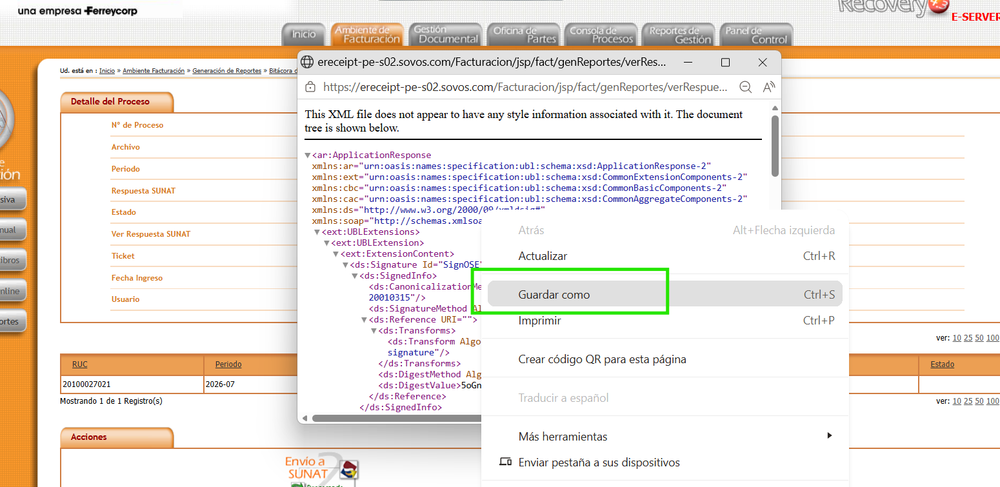 una empresa Ferreycorp
Recovery 4.3
E-SERVER
Inicio
Ambiente de Facturación
Gestión Documental
Oficina de Partes
Consola de Procesos
Reportes de Gestión
Panel de Control
Ud. está en : Inicio » Ambiente Facturación » Generación de Reportes » Bitácora d
ereceipt-pe-s02.sovos.com/Facturacion/jsp/fact/genReportes/verRes...
https://ereceipt-pe-s02.sovos.com/Facturacion/jsp/fact/genReportes/verRespue...
This XML file does not appear to have any style information associated with it. The document
tree is shown below.
<ar:ApplicationResponse
xmlns:ar="urn:oasis:names:specification:ubl:schema:xsd:ApplicationResponse-2"
xmlns:ext="urn:oasis:names:specification:ubl:schema:xsd:CommonExtensionComponents-2"
xmlns:cbc="urn:oasis:names:specification:ubl:schema:xsd:CommonBasicComponents-2"
xmlns:cac="urn:oasis:names:specification:ubl:schema:xsd:CommonAggregateComponents-2"
xmlns:ds="http://www.w3.org/2000/09/xmldsig#"
xmlns:soap="http://schemas.xmlsoa
<ext:UBLExtensions>
<ext:UBLExtension>
<ext:ExtensionContent>
<ds:Signature Id="SignOSE"
<ds:SignedInfo>
<ds:CanonicalizationMe
20010315"/>
<ds:SignatureMethod Al
<ds:Reference URI="">
<ds:Transforms>
<ds:Transform Algo
signature"/>
</ds:Transforms>
<ds:DigestMethod Alg
<ds:DigestValue>5oGn
</ds:Reference>
</ds:SignedInfo>
Atrás Alt+Flecha izquierda
Actualizar Ctrl+R
Guardar como Ctrl+S
Imprimir Ctrl+P
Crear código QR para esta página
Traducir a español
Más herramientas
Enviar pestaña a sus dispositivos
Detalle del Proceso
Nº de Proceso
Archivo
Periodo
Respuesta SUNAT
Estado
Ver Respuesta SUNAT
Ticket
Fecha Ingreso
Usuario
e
ión
siva
nual
ibros
nline
ortes
ver: 10 25 50 100
RUC Periodo Estado
20100027021 2026-07
Mostrando 1 de 1 Registro(s)
ver: 10 25 50 100
Acciones
Envío a
SUNAT